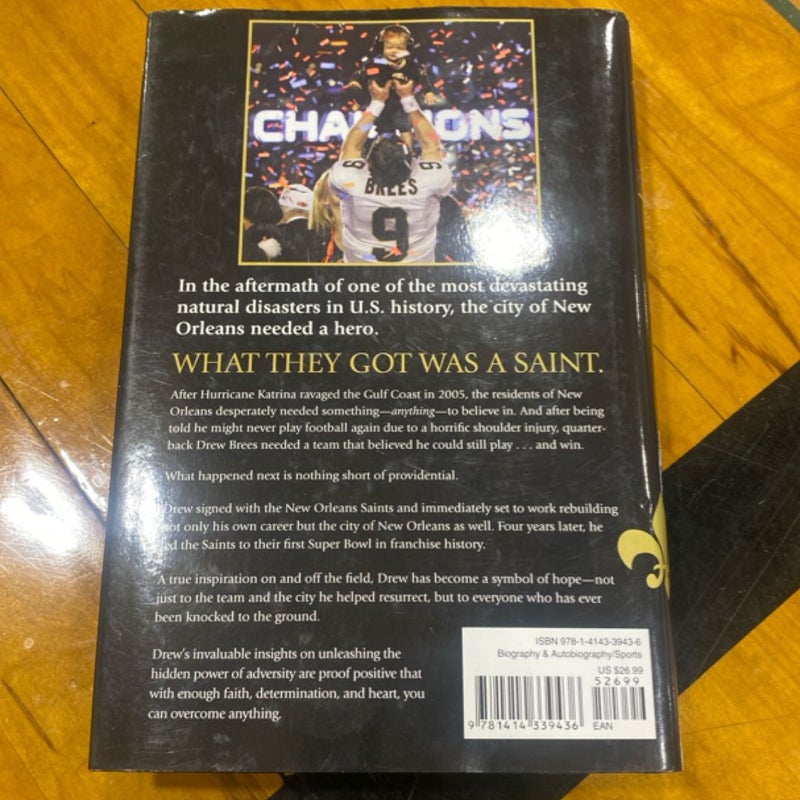 CHAMPIONS
BREES
9
In the aftermath of one of the most devastating
natural disasters in U.S. history, the city of New
Orleans needed a hero.
WHAT THEY GOT WAS A SAINT.
After Hurricane Katrina ravaged the Gulf Coast in 2005, the residents of New
Orleans desperately needed something—anything—to believe in. And after being
told he might never play football again due to a horrific shoulder injury, quarter-
back Drew Brees needed a team that believed he could still play . . . and win.
What happened next is nothing short of providential.
Drew signed with the New Orleans Saints and immediately set to work rebuilding
not only his own career but the city of New Orleans as well. Four years later, he
led the Saints to their first Super Bowl in franchise history.
A true inspiration on and off the field, Drew has become a symbol of hope—not
just to the team and the city he helped resurrect, but to everyone who has ever
been knocked to the ground.
Drew's invaluable insights on unleashing the
hidden power of adversity are proof positive that
with enough faith, determination, and heart, you
can overcome anything.
ISBN 978-1-4143-3943-6
Biography & Autobiography/Sports
US $26.99
52699
9 781414 339436
EAN